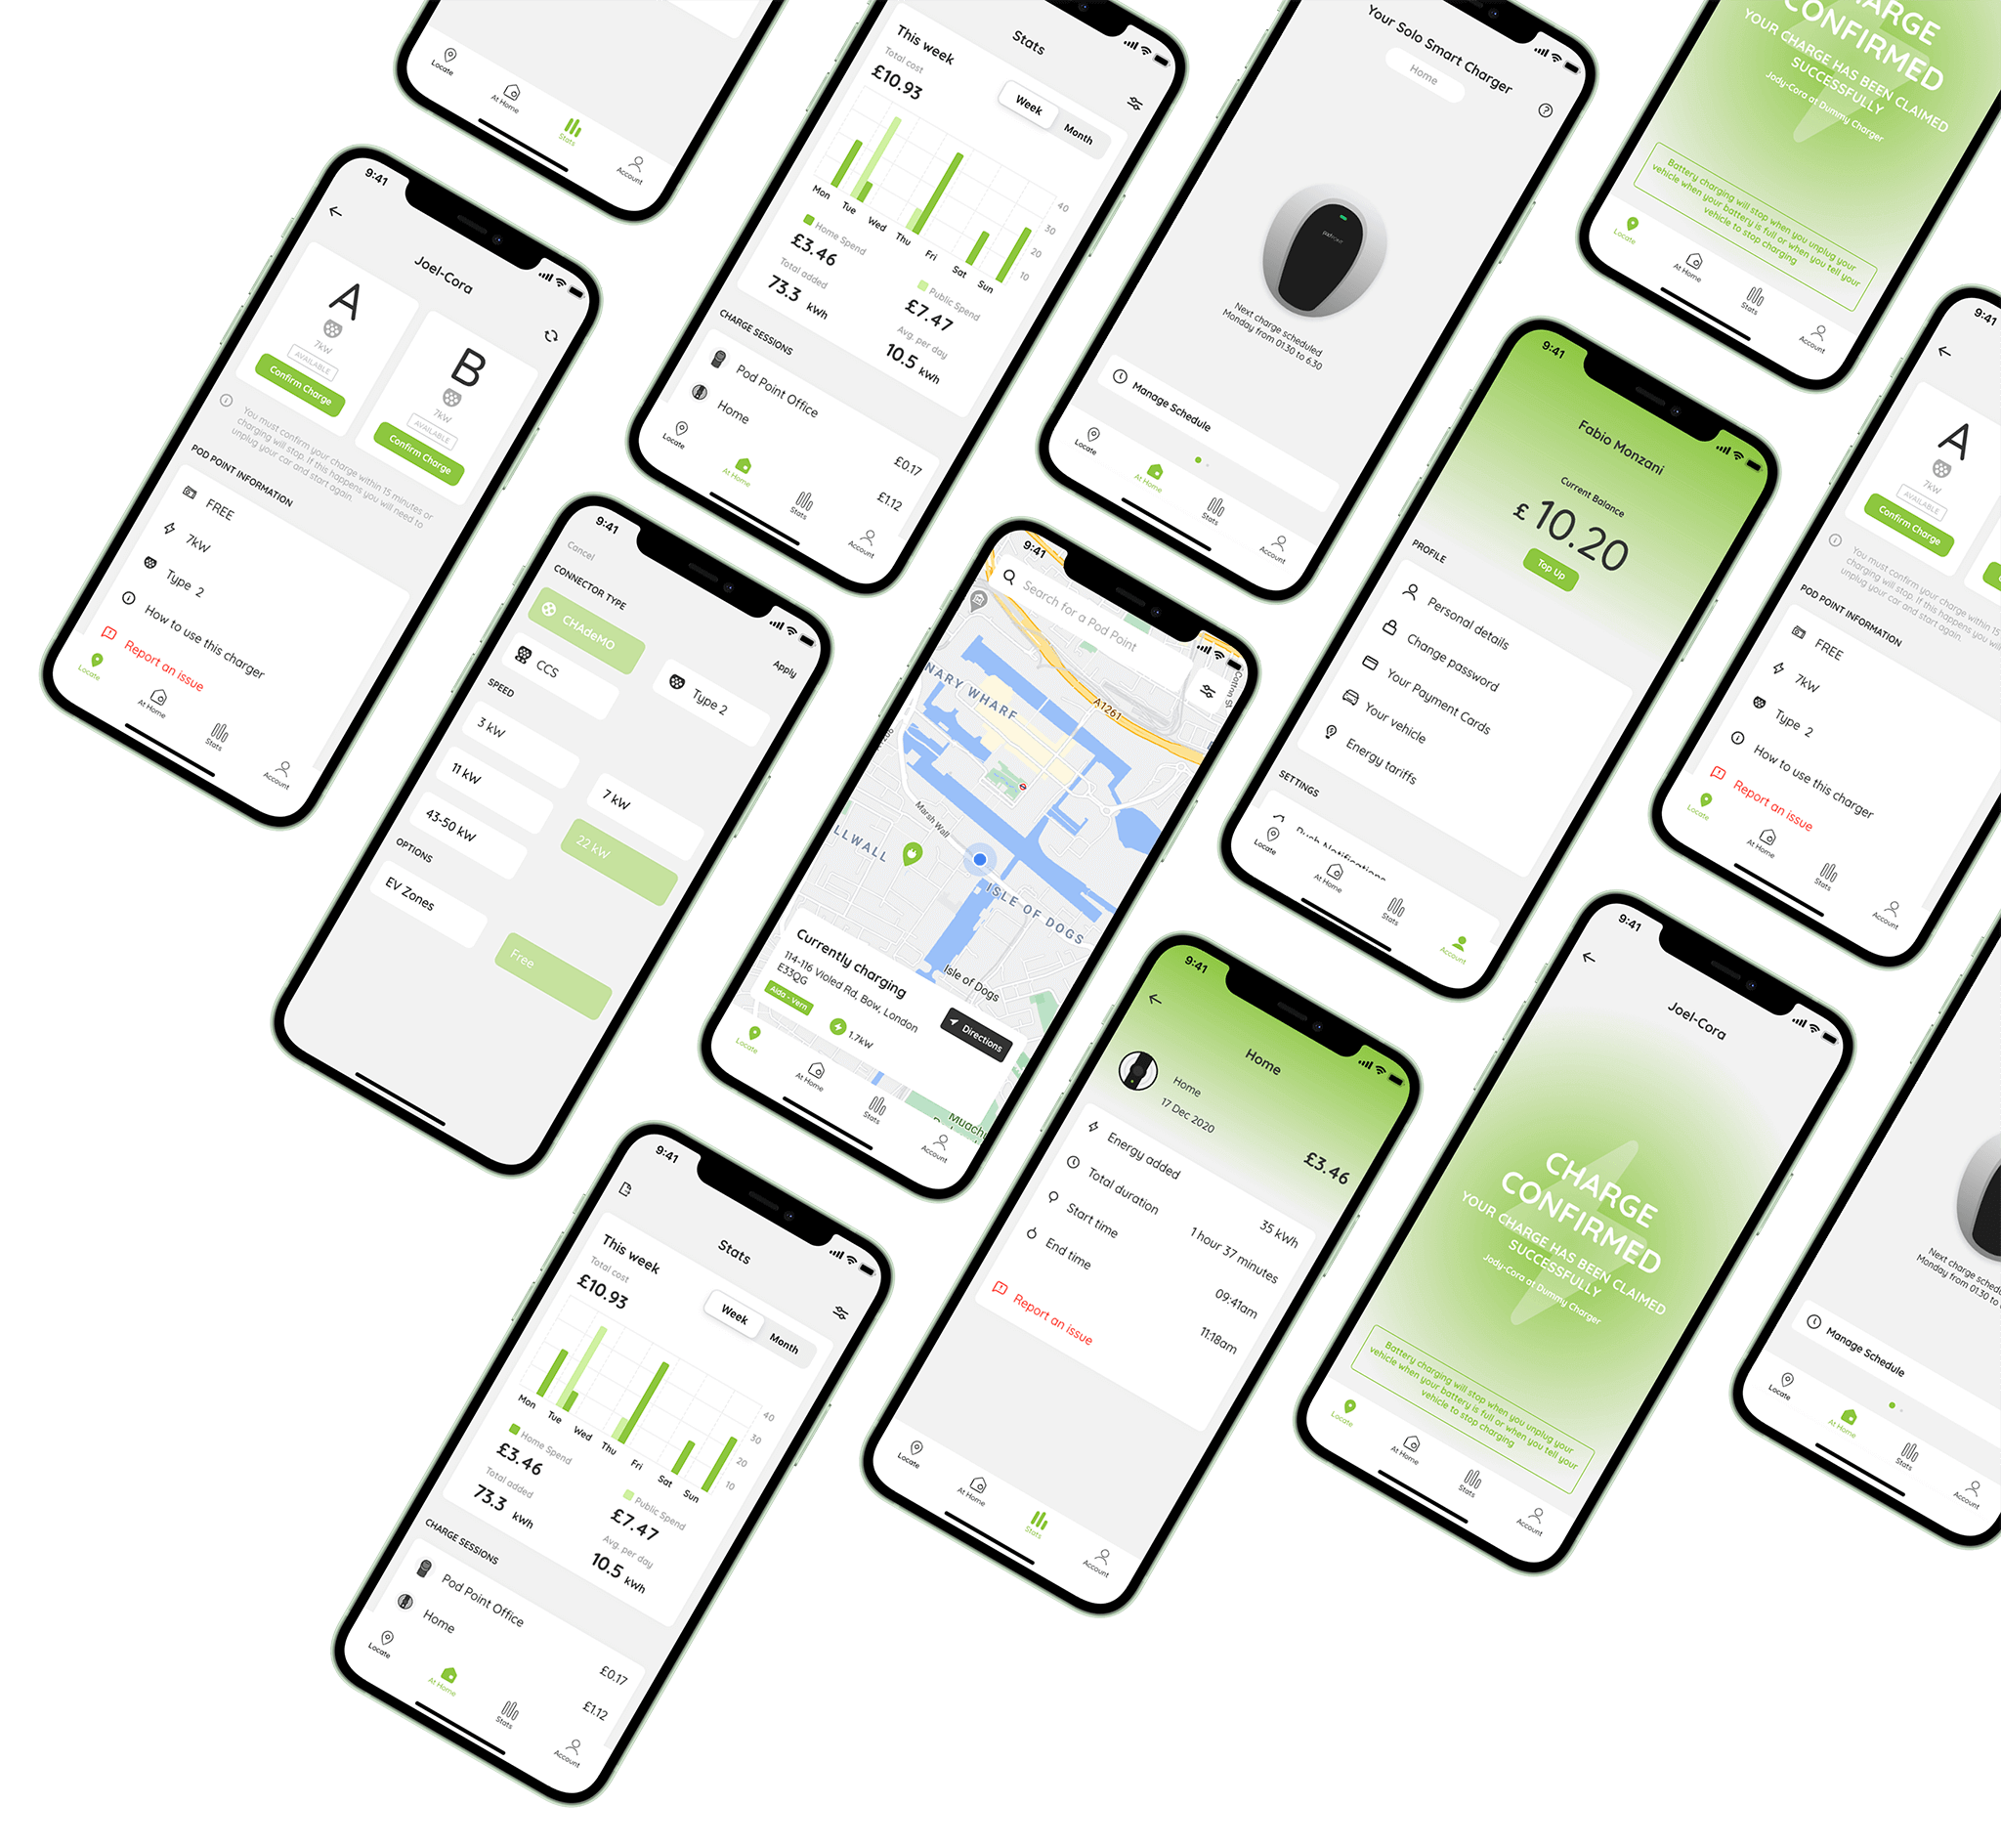 Locate
At Home
Stats
Account
Stats
This week
Total cost
£10.93
Week
Month
40
30
20
10
Mon
Tue
Wed
Thu
Fri
Sat
Sun
Home Spend
£3.46
Public Spend
£7.47
Total added
73.3 kWh
Avg. per day
10.5 kWh
CHARGE SESSIONS
Pod Point Office
£0.17
Home
£1.12
Locate
At Home
Stats
Account
Your Solo Smart Charger
Home
Next charge scheduled
Monday from 01.30 to 6.30
Manage Schedule
Locate
At Home
Stats
Account
CHARGE
CONFIRMED
YOUR CHARGE HAS BEEN CLAIMED
SUCCESSFULLY
Jody-Cora at Dummy Charger
Battery charging will stop when you unplug your
vehicle when your battery is full or when you tell your
vehicle to stop charging
Locate
At Home
Stats
Account
9:41
Joel-Cora
A
7kW
AVAILABLE
Confirm Charge
B
7kW
AVAILABLE
Confirm Charge
You must confirm your charge within 15 minutes or
charging will stop. If this happens you will need to
unplug your car and start again.
POD POINT INFORMATION
FREE
7kW
Type 2
How to use this charger
Report an issue
Locate
At Home
Stats
Account
9:41
Cancel
Apply
CONNECTOR TYPE
CHAdeMO
Type 2
CCS
SPEED
3 kW
7 kW
11 kW
22 kW
43-50 kW
OPTIONS
EV Zones
Free
9:41
Search for a Pod Point
Cotton St
A1261
NARY WHARF
Marsh Wall
LLWALL
ISLE OF DOGS
Isle of Dogs
Currently charging
114-116 Violed Rd, Bow, London
E33QG
Aida - Vern
1.7kW
Directions
Locate
At Home
Stats
Account
9:41
Fabio Monzani
Current Balance
£ 10.20
Top Up
PROFILE
Personal details
Change password
Your Payment Cards
Your vehicle
Energy tariffs
SETTINGS
Push Notifications
Locate
At Home
Stats
Account
9:41
A
7kW
AVAILABLE
Confirm Charge
You must confirm your charge within 15
charging will stop. If this happens you will
unplug your car and start again.
POD POINT INFORMATION
FREE
7kW
Type 2
How to use this charger
Report an issue
Locate
At Home
Stats
Account
9:41
Stats
This week
Total cost
£10.93
Week
Month
40
30
20
10
Mon
Tue
Wed
Thu
Fri
Sat
Sun
Home Spend
£3.46
Public Spend
£7.47
Total added
73.3 kWh
Avg. per day
10.5 kWh
CHARGE SESSIONS
Pod Point Office
£0.17
Home
£1.12
Locate
At Home
Stats
Account
9:41
Home
Home
17 Dec 2020
£3.46
Energy added
35 kWh
Total duration
1 hour 37 minutes
Start time
09:41am
End time
11:18am
Report an issue
Locate
At Home
Stats
Account
9:41
Joel-Cora
CHARGE
CONFIRMED
YOUR CHARGE HAS BEEN CLAIMED
SUCCESSFULLY
Jody-Cora at Dummy Charger
Battery charging will stop when you unplug your
vehicle when your battery is full or when you tell your
vehicle to stop charging
Locate
At Home
Stats
Account
Next charge
Monday from 01.30 to
Manage Schedule
Locate
At Home
Stats
Account